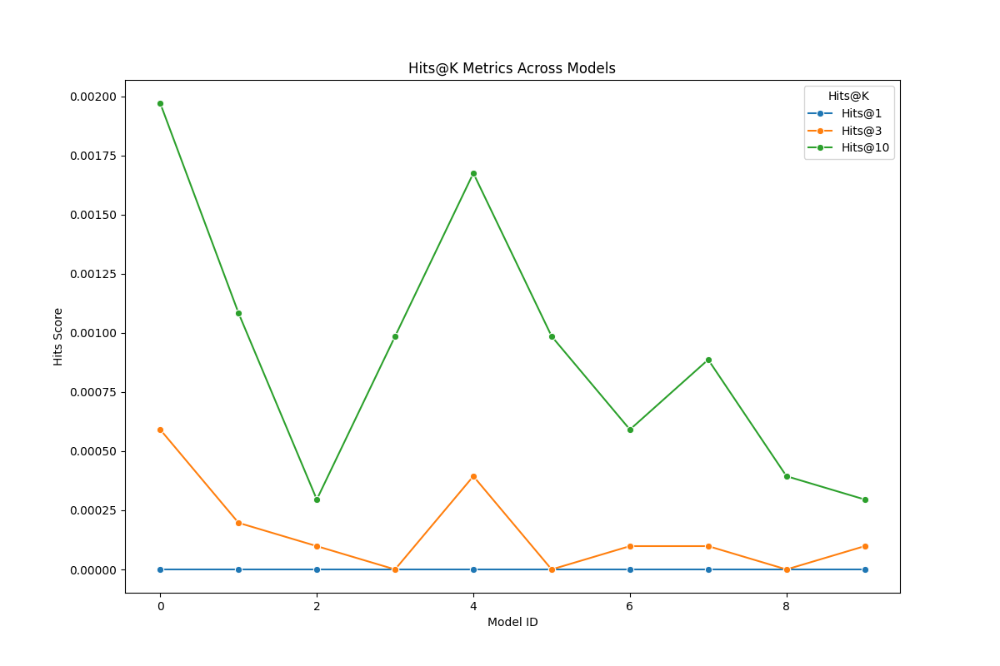 Hits@K Metrics Across Models
Hits@K
Hits@1
Hits@3
Hits@10
Hits Score
0.00200
0.00175
0.00150
0.00125
0.00100
0.00075
0.00050
0.00025
0.00000
0 2 4 6 8
Model ID